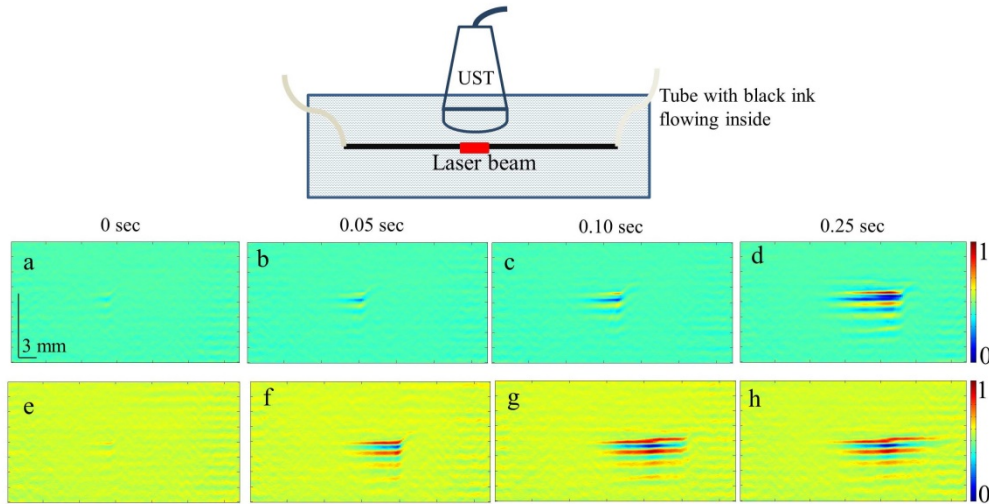 UST
Tube with black ink
flowing inside
Laser beam
0 sec
0.05 sec
0.10 sec
0.25 sec
a
b
c
d
1
0
3 mm
e
f
g
h
1
0